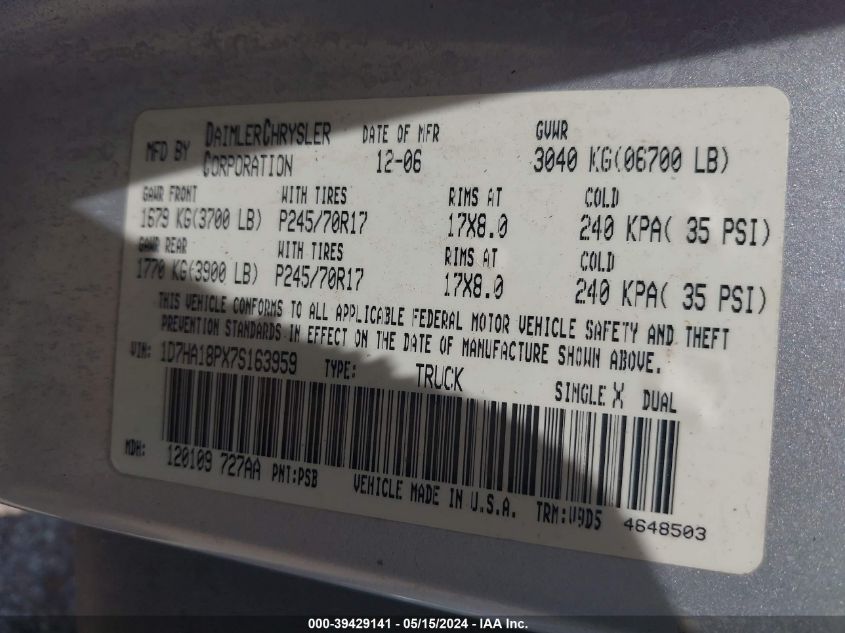 MFD BY DAIMLERCHRYSLER CORPORATION DATE OF MFR 12-06 GVWR 3040 KG(06700 LB)
GAWR FRONT WITH TIRES RIMS AT COLD
1679 KG(3700 LB) P245/70R17 17X8.0 240 KPA( 35 PSI)
GAWR REAR WITH TIRES RIMS AT COLD
1770 KG(3900 LB) P245/70R17 17X8.0 240 KPA( 35 PSI)
THIS VEHICLE CONFORMS TO ALL APPLICABLE FEDERAL MOTOR VEHICLE SAFETY AND THEFT
PREVENTION STANDARDS IN EFFECT ON THE DATE OF MANUFACTURE SHOWN ABOVE.
VIN: 1D7HA18PX7S163959 TYPE: TRUCK SINGLE X DUAL
MDH: 120109 727AA PNT:PSB VEHICLE MADE IN U.S.A. TRM:V9D5 4648503
000-39429141 - 05/15/2024 - IAA Inc.